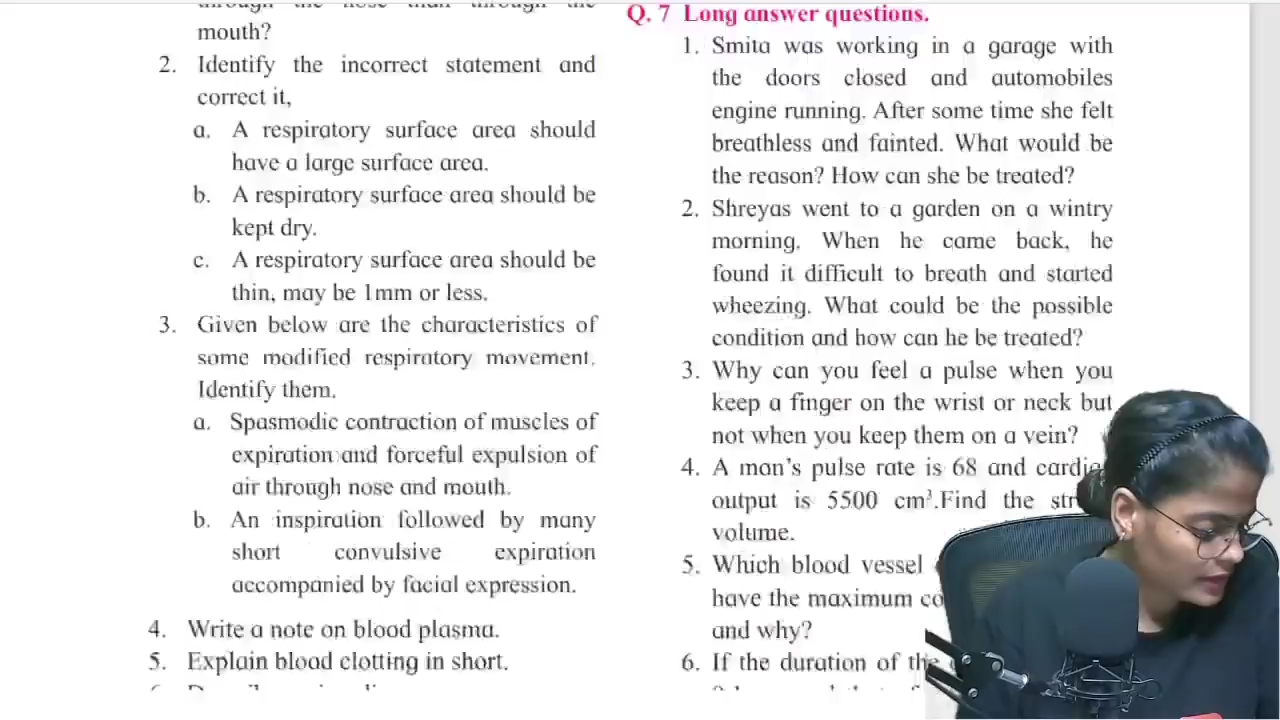 through the nose than through the
mouth?
2. Identify the incorrect statement and
correct it,
a. A respiratory surface area should
have a large surface area.
b. A respiratory surface area should be
kept dry.
c. A respiratory surface area should be
thin, may be 1mm or less.
3. Given below are the characteristics of
some modified respiratory movement.
Identify them.
a. Spasmodic contraction of muscles of
expiration and forceful expulsion of
air through nose and mouth.
b. An inspiration followed by many
short convulsive expiration
accompanied by facial expression.
4. Write a note on blood plasma.
5. Explain blood clotting in short.
Q. 7 Long answer questions.
1. Smita was working in a garage with
the doors closed and automobiles
engine running. After some time she felt
breathless and fainted. What would be
the reason? How can she be treated?
2. Shreyas went to a garden on a wintry
morning. When he came back, he
found it difficult to breath and started
wheezing. What could be the possible
condition and how can he be treated?
3. Why can you feel a pulse when you
keep a finger on the wrist or neck but
not when you keep them on a vein?
4. A man's pulse rate is 68 and
output is 5500 cm³.Find the
volume.
5. Which blood vessel
have the maximum
and why?
6. If the duration of the